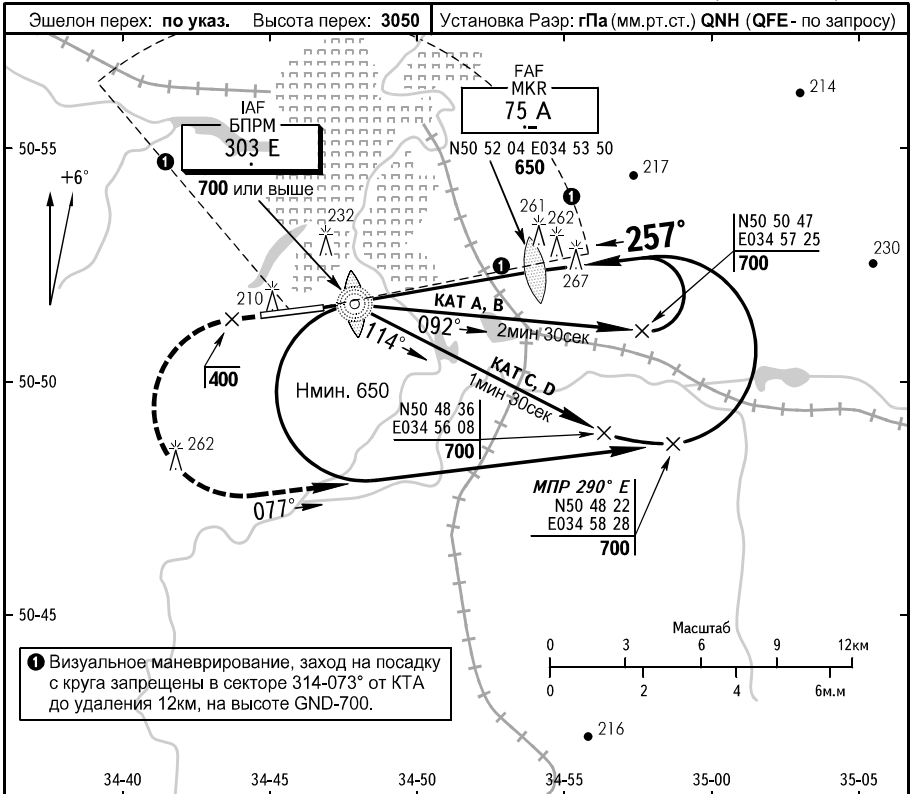 Эшелон перех: по указ. Высота перех: 3050
Установка Раэр: гПа (мм.рт.ст.) QNH (QFE - по запросу)
FAF
MKR
75 A
N50 52 04 E034 53 50
650
IAF
БПРМ
303 E
700 или выше
214
50-55
1
+6°
217
1
232
261
262
257°
N50 50 47
E034 57 25
700
230
1
267
210
КАТ A, B
092°
2мин 30сек
114°
400
КАТ C, D
1мин 30сек
50-50
Нмин. 650
N50 48 36
E034 56 08
700
262
МПР 290° E
N50 48 22
E034 58 28
700
077°
50-45
Масштаб
0 3 6 9 12км
0 2 4 6м.м
1 Визуальное маневрирование, заход на посадку
с круга запрещены в секторе 314-073° от КТА
до удаления 12км, на высоте GND-700.
216
34-40 34-45 34-50 34-55 35-00 35-05